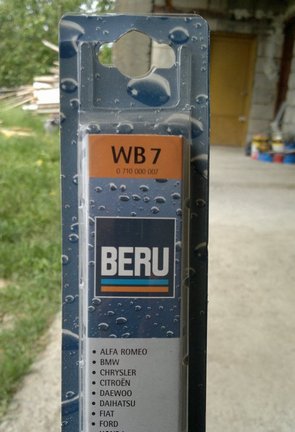 WB 7
0 710 000 007
BERU
• ALFA ROMEO
• BMW
• CHRYSLER
• CITROËN
• DAEWOO
• DAIHATSU
• FIAT
• FORD